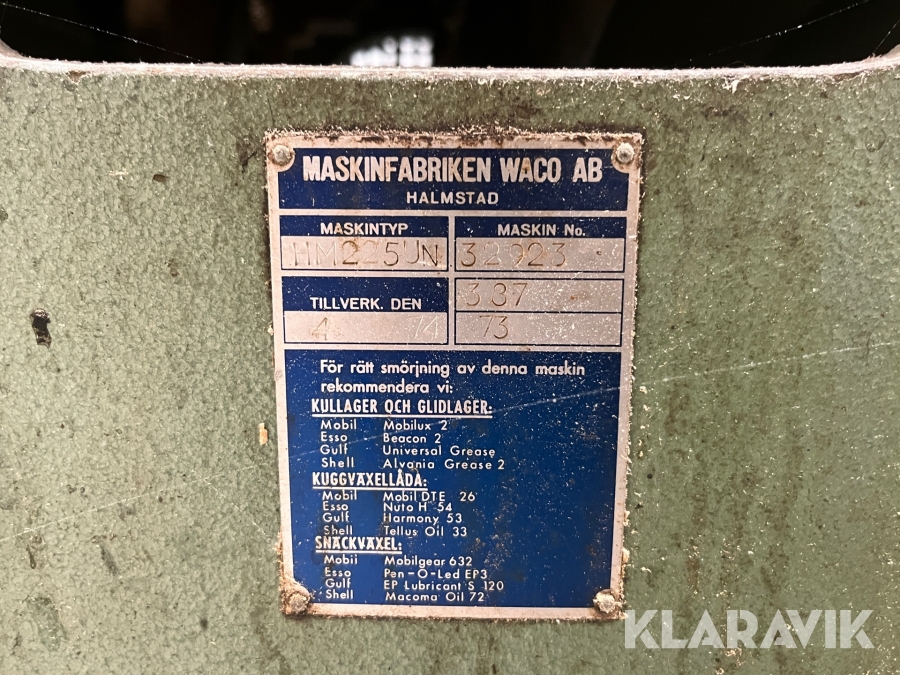 MASKINFABRIKEN WACO AB
HALMSTAD
MASKINTYP MASKIN No.
HM225UN 32923
TILLVERK. DEN 387
4 74 73
För rätt smörjning av denna maskin
rekommendera vi:
KULLAGER OCH GLIDLAGER:
Mobil Mobilux 2
Esso Beacon 2
Gulf Universal Grease
Shell Alvania Grease 2
KUGGVÄXELLÅDA:
Mobil Mobil DTE 26
Esso Nuto H 54
Gulf Harmony 53
Shell Tellus Oil 33
SNÄCKVÄXEL:
Mobil Mobilgear 632
Esso Pen-O-Led EP3
Gulf EP Lubricant S 120
Shell Macoma Oil 72
KLARAVIK